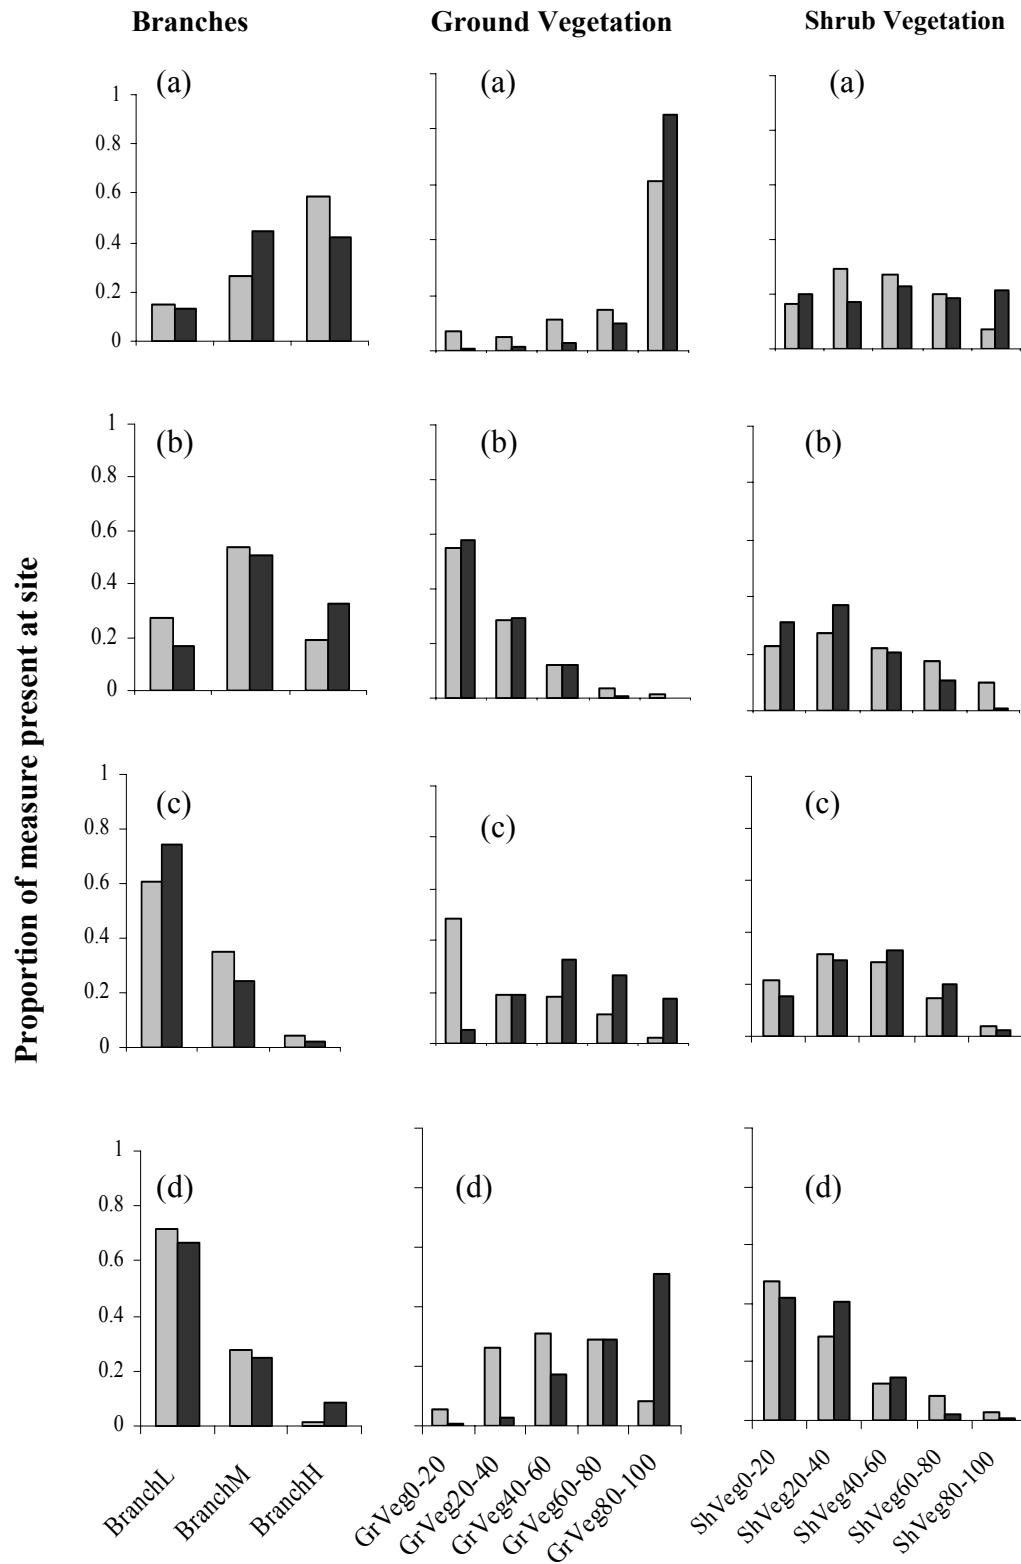 Branches
Ground Vegetation
Shrub Vegetation
Proportion of measure present at site
(a)
1
0.8
0.6
0.4
0.2
0
(a)
(a)
(b)
1
0.8
0.6
0.4
0.2
0
(b)
(b)
(c)
1
0.8
0.6
0.4
0.2
0
(c)
(c)
(d)
1
0.8
0.6
0.4
0.2
0
(d)
(d)
BranchL
BranchM
BranchH
GrVeg0-20
GrVeg20-40
GrVeg40-60
GrVeg60-80
GrVeg80-100
ShVeg0-20
ShVeg20-40
ShVeg40-60
ShVeg60-80
ShVeg80-100